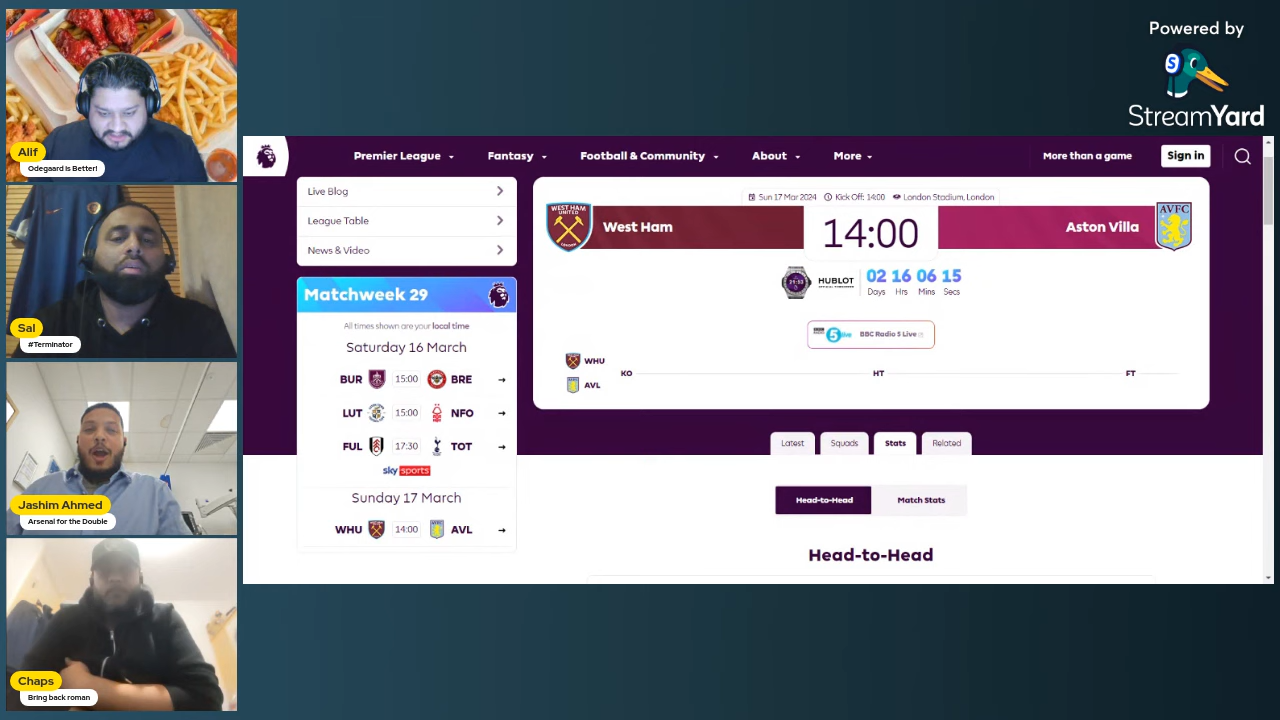 Powered by
StreamYard
Alif
Odegaard is Better!
Sal
#Terminator
Jashim Ahmed
Arsenal for the Double
Chaps
Bring back roman
Premier League
Fantasy
Football & Community
About
More
More than a game
Sign in
Live Blog
League Table
News & Video
Matchweek 29
All times shown are your local time
Saturday 16 March
BUR 15:00 BRE
LUT 15:00 NFO
FUL 17:30 TOT
sky sports
Sunday 17 March
WHU 14:00 AVL
Sun 17 Mar 2024
Kick Off: 14:00
London Stadium, London
WEST HAM
UNITED
West Ham
14:00
Aston Villa
AVFC
HUBLOT
02 16 06 15
Days Hrs Mins Secs
5 live
BBC Radio 5 Live
WHU
AVL
KO
HT
FT
Latest
Squads
Stats
Related
Head-to-Head
Match Stats
Head-to-Head